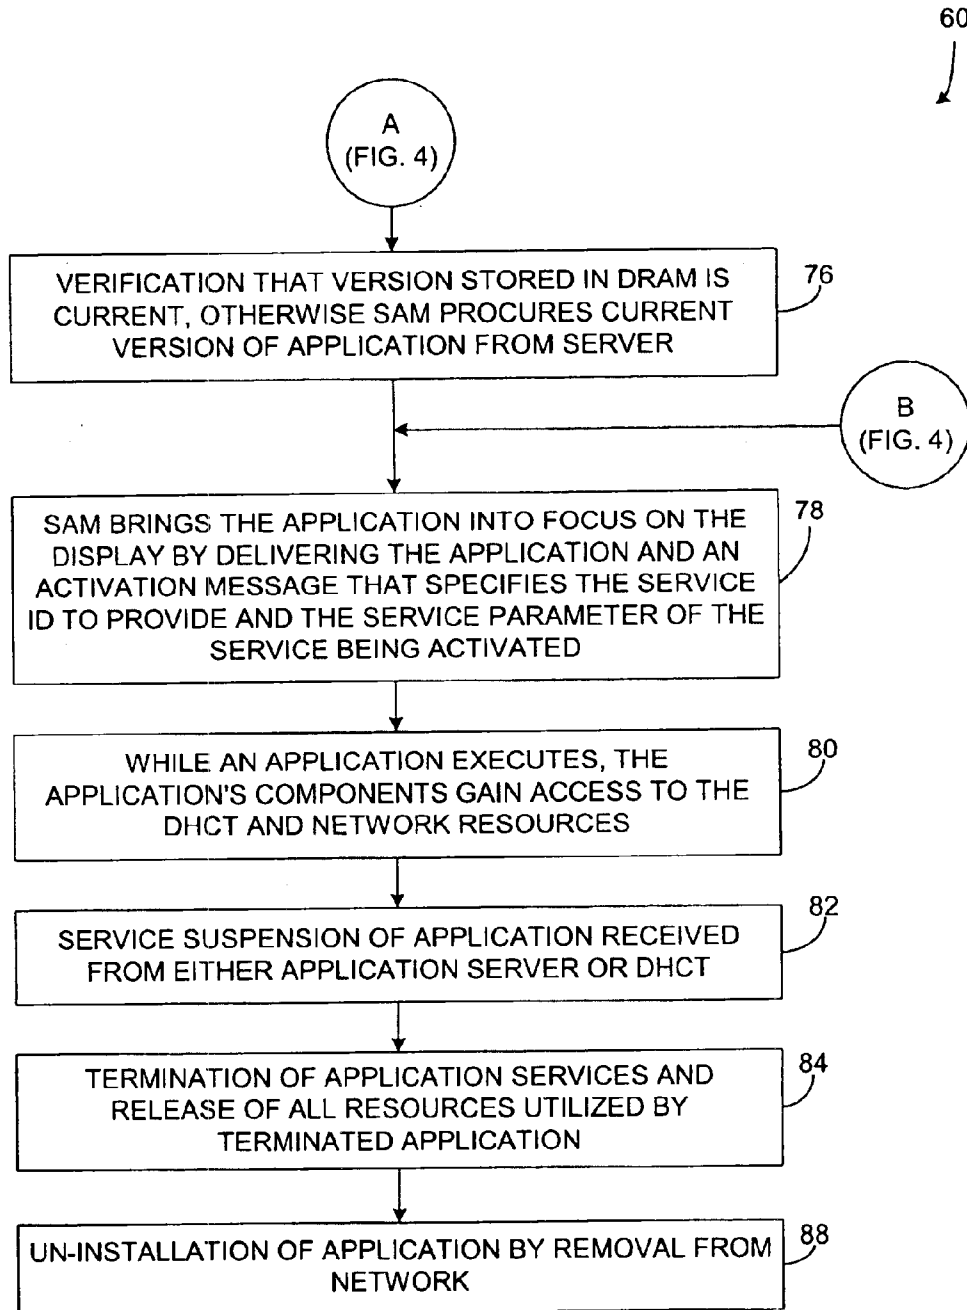 60
A
(FIG. 4)
VERIFICATION THAT VERSION STORED IN DRAM IS
CURRENT, OTHERWISE SAM PROCURES CURRENT
VERSION OF APPLICATION FROM SERVER
76
B
(FIG. 4)
SAM BRINGS THE APPLICATION INTO FOCUS ON THE
DISPLAY BY DELIVERING THE APPLICATION AND AN
ACTIVATION MESSAGE THAT SPECIFIES THE SERVICE
ID TO PROVIDE AND THE SERVICE PARAMETER OF THE
SERVICE BEING ACTIVATED
78
WHILE AN APPLICATION EXECUTES, THE
APPLICATION'S COMPONENTS GAIN ACCESS TO THE
DHCT AND NETWORK RESOURCES
80
SERVICE SUSPENSION OF APPLICATION RECEIVED
FROM EITHER APPLICATION SERVER OR DHCT
82
TERMINATION OF APPLICATION SERVICES AND
RELEASE OF ALL RESOURCES UTILIZED BY
TERMINATED APPLICATION
84
UN-INSTALLATION OF APPLICATION BY REMOVAL FROM
NETWORK
88